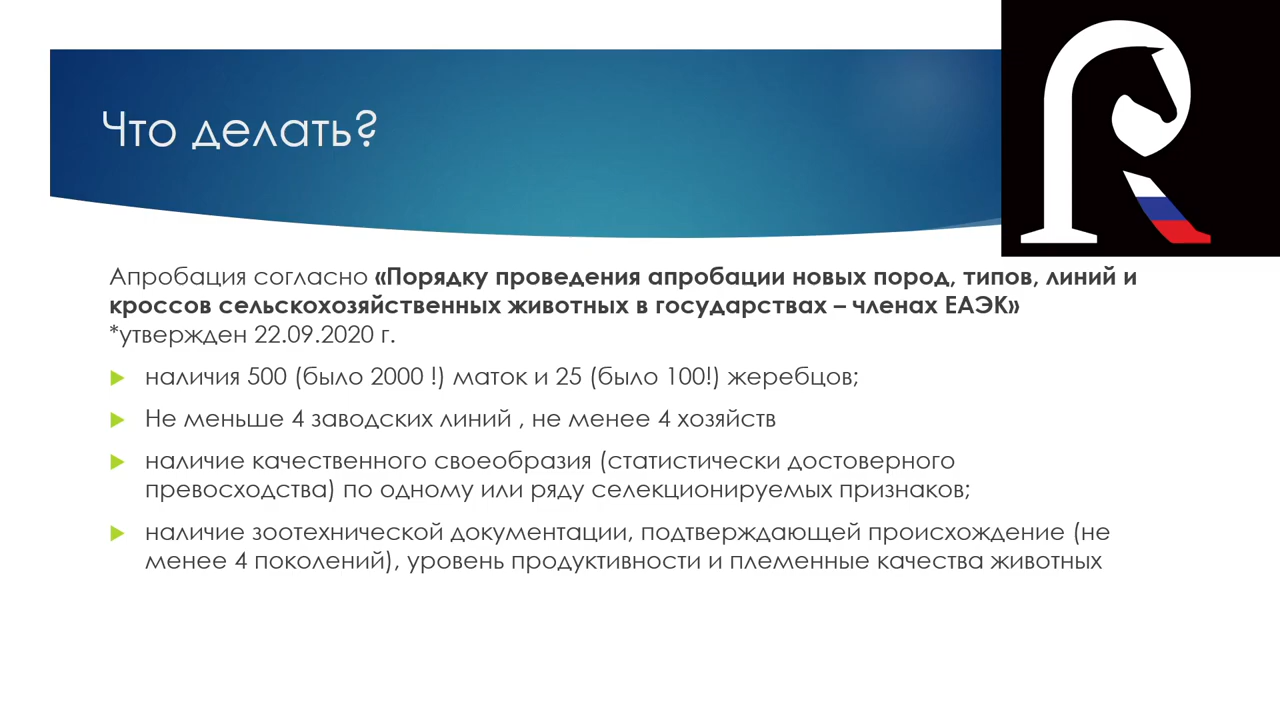 Что делать?
Апробация согласно «Порядку проведения апробации новых пород, типов, линий и
кроссов сельскохозяйственных животных в государствах – членах ЕАЭК»
*утвержден 22.09.2020 г.
наличия 500 (было 2000 !) маток и 25 (было 100!) жеребцов;
Не меньше 4 заводских линий , не менее 4 хозяйств
наличие качественного своеобразия (статистически достоверного
превосходства) по одному или ряду селекционируемых признаков;
наличие зоотехнической документации, подтверждающей происхождение (не
менее 4 поколений), уровень продуктивности и племенные качества животных